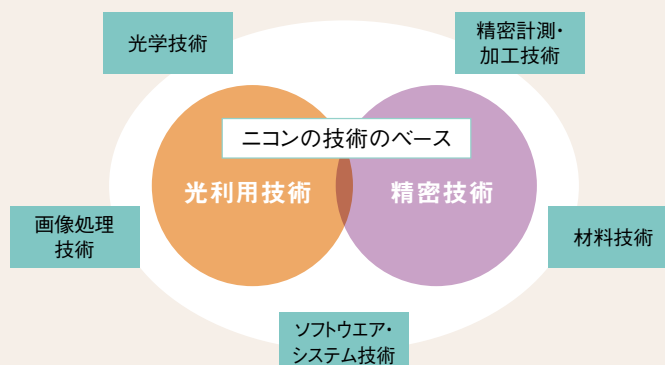 光学技術
精密計測・
加工技術
ニコンの技術のベース
光利用技術
精密技術
画像処理
技術
材料技術
ソフトウエア・
システム技術